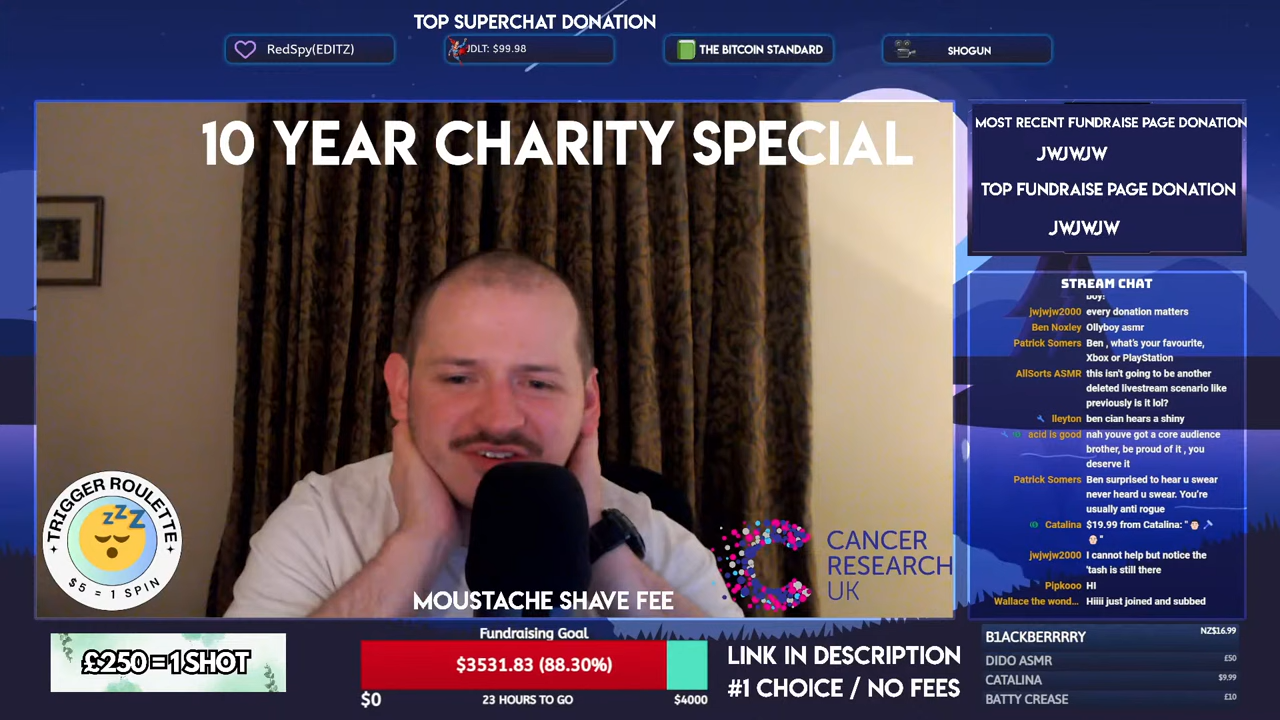 TOP SUPERCHAT DONATION
RedSpy(EDITZ)
JDLT: $99.98
THE BITCOIN STANDARD
SHOGUN
10 YEAR CHARITY SPECIAL
MOST RECENT FUNDRAISE PAGE DONATION
JWJWJW
TOP FUNDRAISE PAGE DONATION
JWJWJW
STREAM CHAT
boy!
jwjwjw2000 every donation matters
Ben Noxley Ollyboy asmr
Patrick Somers Ben , what's your favourite,
Xbox or PlayStation
AllSorts ASMR this isn't going to be another
deleted livestream scenario like
previously is it lol?
lleyton ben cian hears a shiny
acid is good nah youve got a core audience
brother, be proud of it , you
deserve it
Patrick Somers Ben surprised to hear u swear
never heard u swear. You're
usually anti rogue
Catalina $19.99 from Catalina: "👨🏻 🪒
👨🏻 "
jwjwjw2000 I cannot help but notice the
'tash is still there
Pipkooo HI
Wallace the wond... Hiiii just joined and subbed
TRIGGER ROULETTE
zzz
$5 = 1 SPIN
CANCER
RESEARCH
UK
MOUSTACHE SHAVE FEE
£250 = 1 SHOT
Fundraising Goal
$3531.83 (88.30%)
$0
23 HOURS TO GO
$4000
LINK IN DESCRIPTION
#1 CHOICE / NO FEES
B1ACKBERRRRY NZ$16.99
DIDO ASMR £50
CATALINA $9.99
BATTY CREASE £10